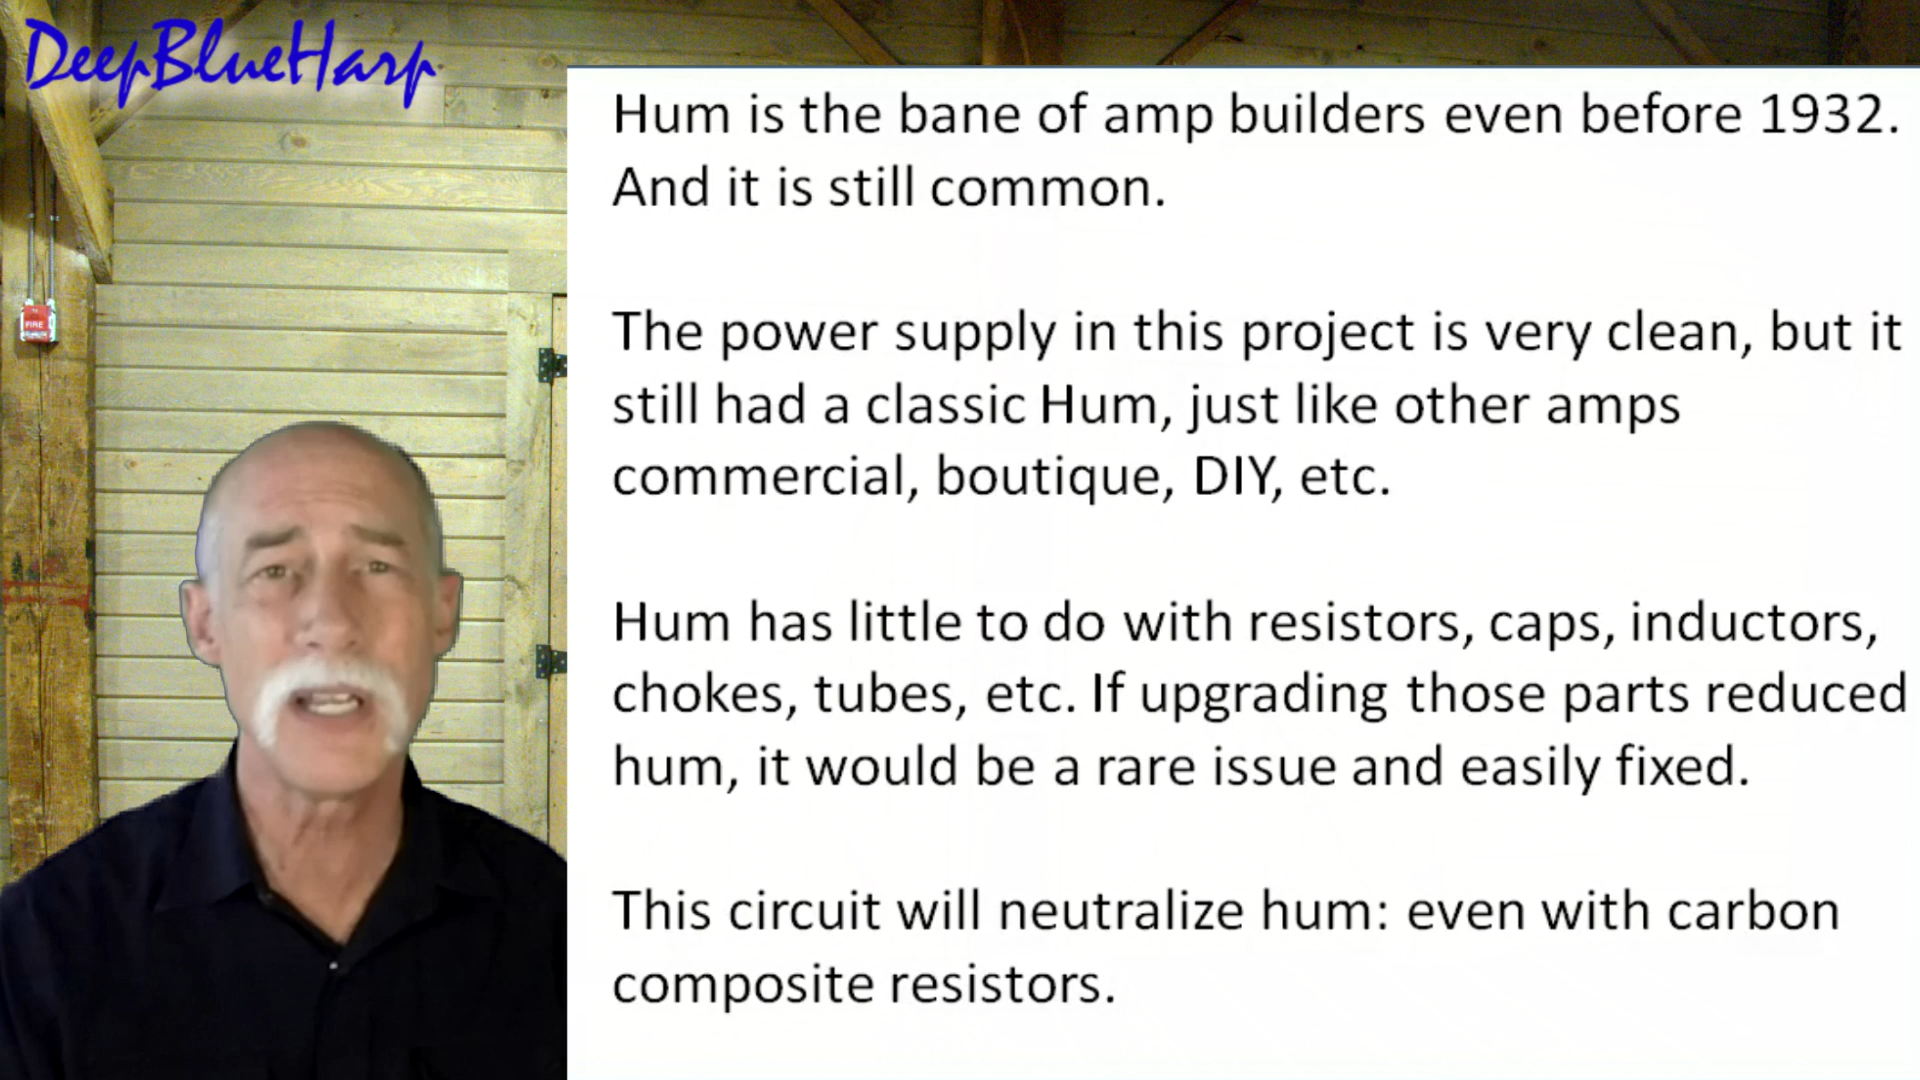 DeepBlueHarp
Hum is the bane of amp builders even before 1932.
And it is still common.
The power supply in this project is very clean, but it
still had a classic Hum, just like other amps
commercial, boutique, DIY, etc.
Hum has little to do with resistors, caps, inductors,
chokes, tubes, etc. If upgrading those parts reduced
hum, it would be a rare issue and easily fixed.
This circuit will neutralize hum: even with carbon
composite resistors.
FIRE